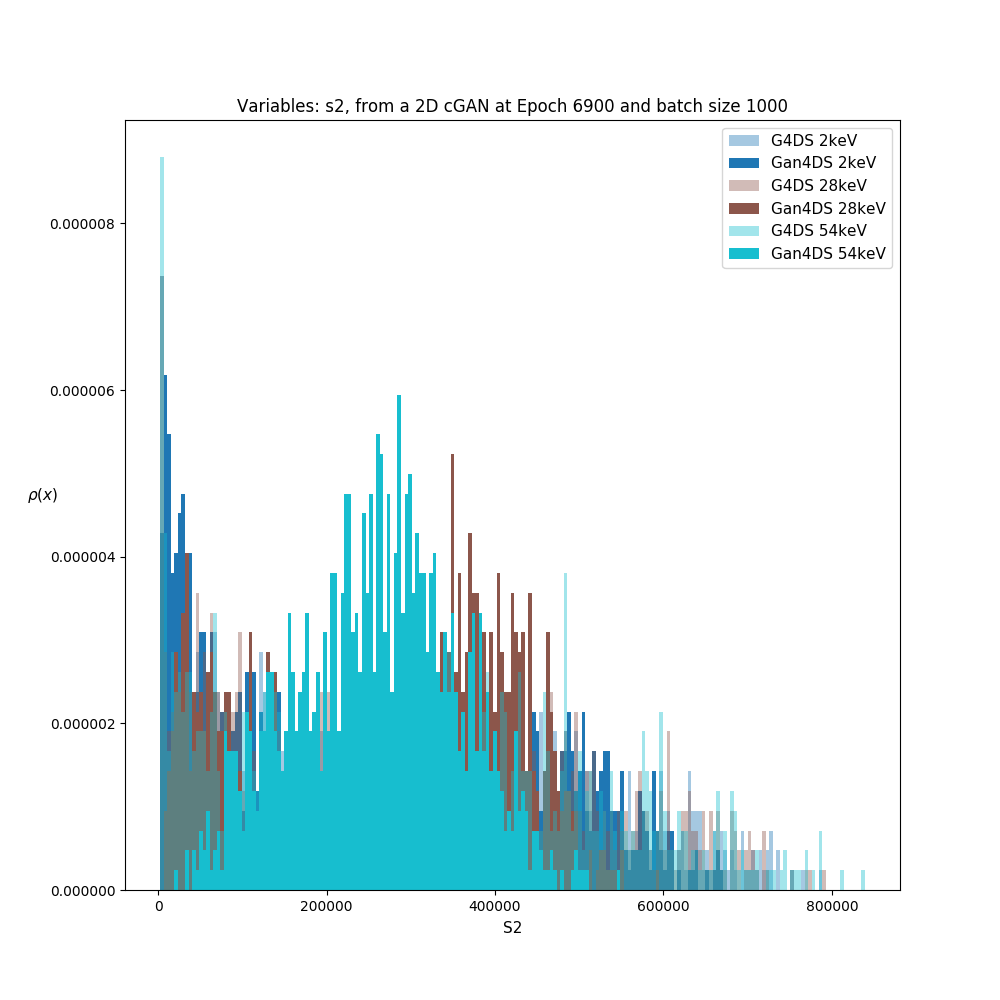 Variables: s2, from a 2D cGAN at Epoch 6900 and batch size 1000
G4DS 2keV
Gan4DS 2keV
G4DS 28keV
Gan4DS 28keV
G4DS 54keV
Gan4DS 54keV
0.000008
0.000006
ρ(x)
0.000004
0.000002
0.000000
0 200000 400000 600000 800000
S2